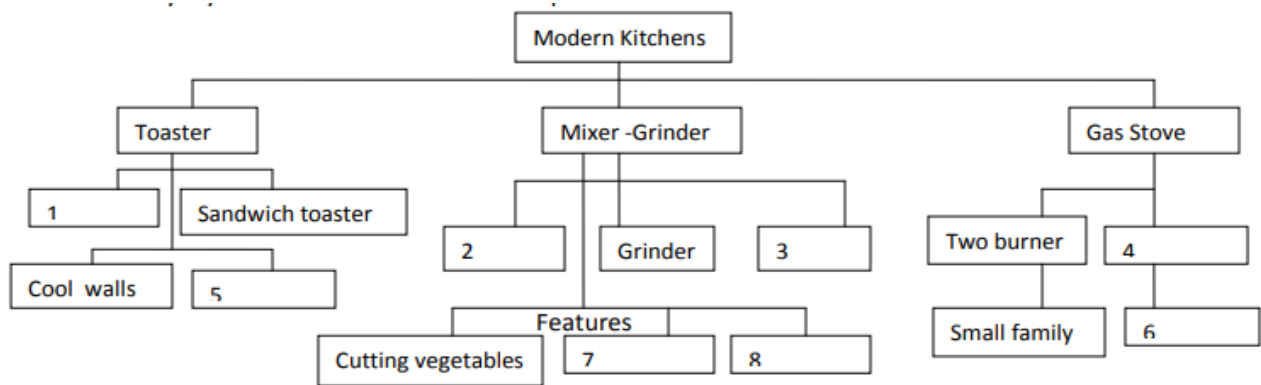 Modern Kitchens
Toaster
Mixer -Grinder
Gas Stove
1
Sandwich toaster
2
Grinder
3
Two burner
4
Cool walls
5
Features
Small family
6
Cutting vegetables
7
8